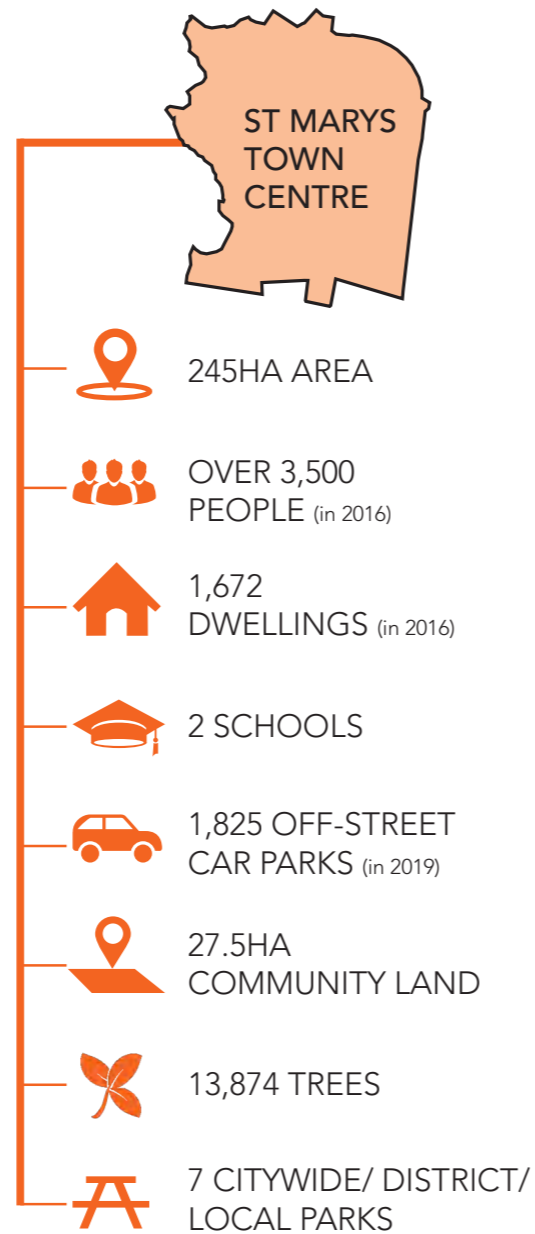 ST MARYS
TOWN
CENTRE
245HA AREA
OVER 3,500
PEOPLE (in 2016)
1,672
DWELLINGS (in 2016)
2 SCHOOLS
1,825 OFF-STREET
CAR PARKS (in 2019)
27.5HA
COMMUNITY LAND
13,874 TREES
7 CITYWIDE/ DISTRICT/
LOCAL PARKS